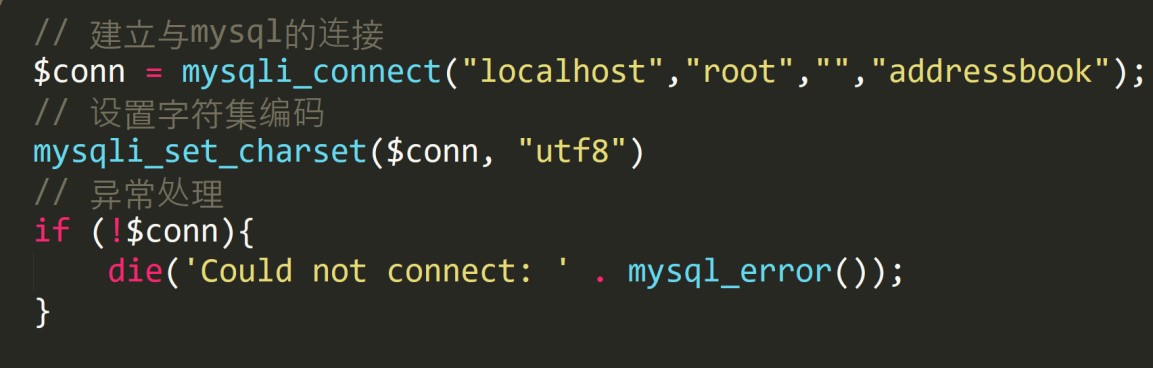 // 建立与mysql的连接
$conn = mysqli_connect("localhost","root","","addressbook");
// 设置字符集编码
mysqli_set_charset($conn, "utf8")
// 异常处理
if (!$conn){
    die('Could not connect: ' . mysql_error());
}